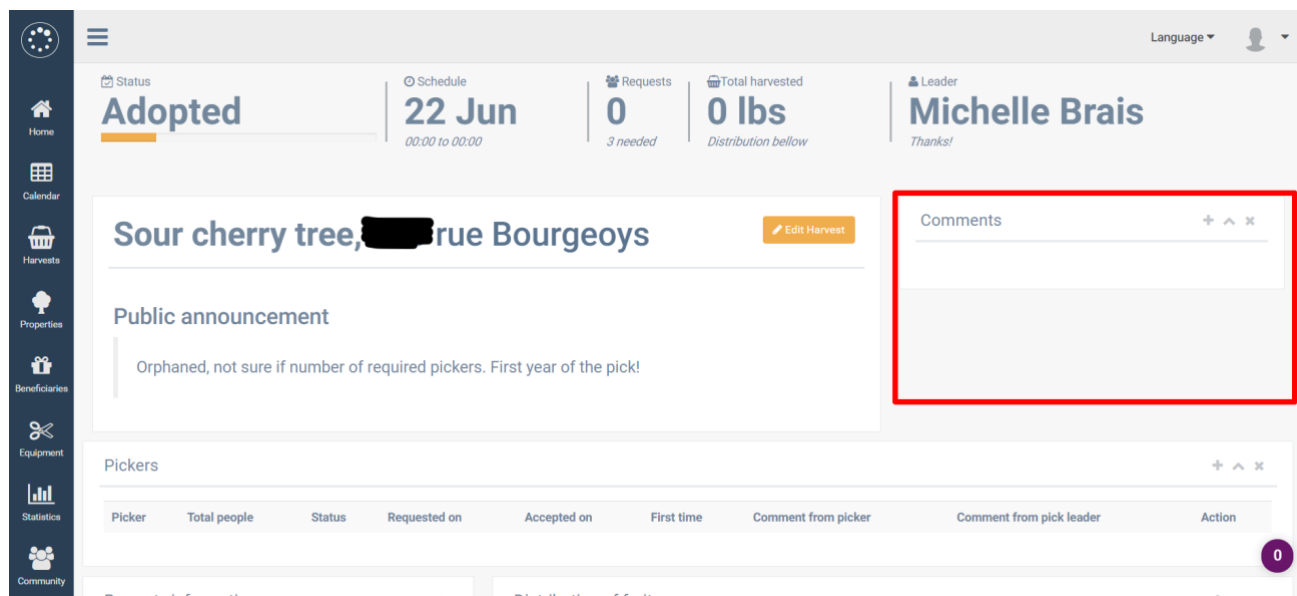 Language
Status
Adopted
Schedule
22 Jun
00:00 to 00:00
Requests
0
3 needed
Total harvested
0 lbs
Distribution bellow
Leader
Michelle Brais
Thanks!
Home
Calendar
Harvests
Properties
Beneficiaries
Equipment
Statistics
Community
Sour cherry tree, rue Bourgeoys
Edit Harvest
Public announcement
Orphaned, not sure if number of required pickers. First year of the pick!
Comments
Pickers
Picker Total people Status Requested on Accepted on First time Comment from picker Comment from pick leader Action
0